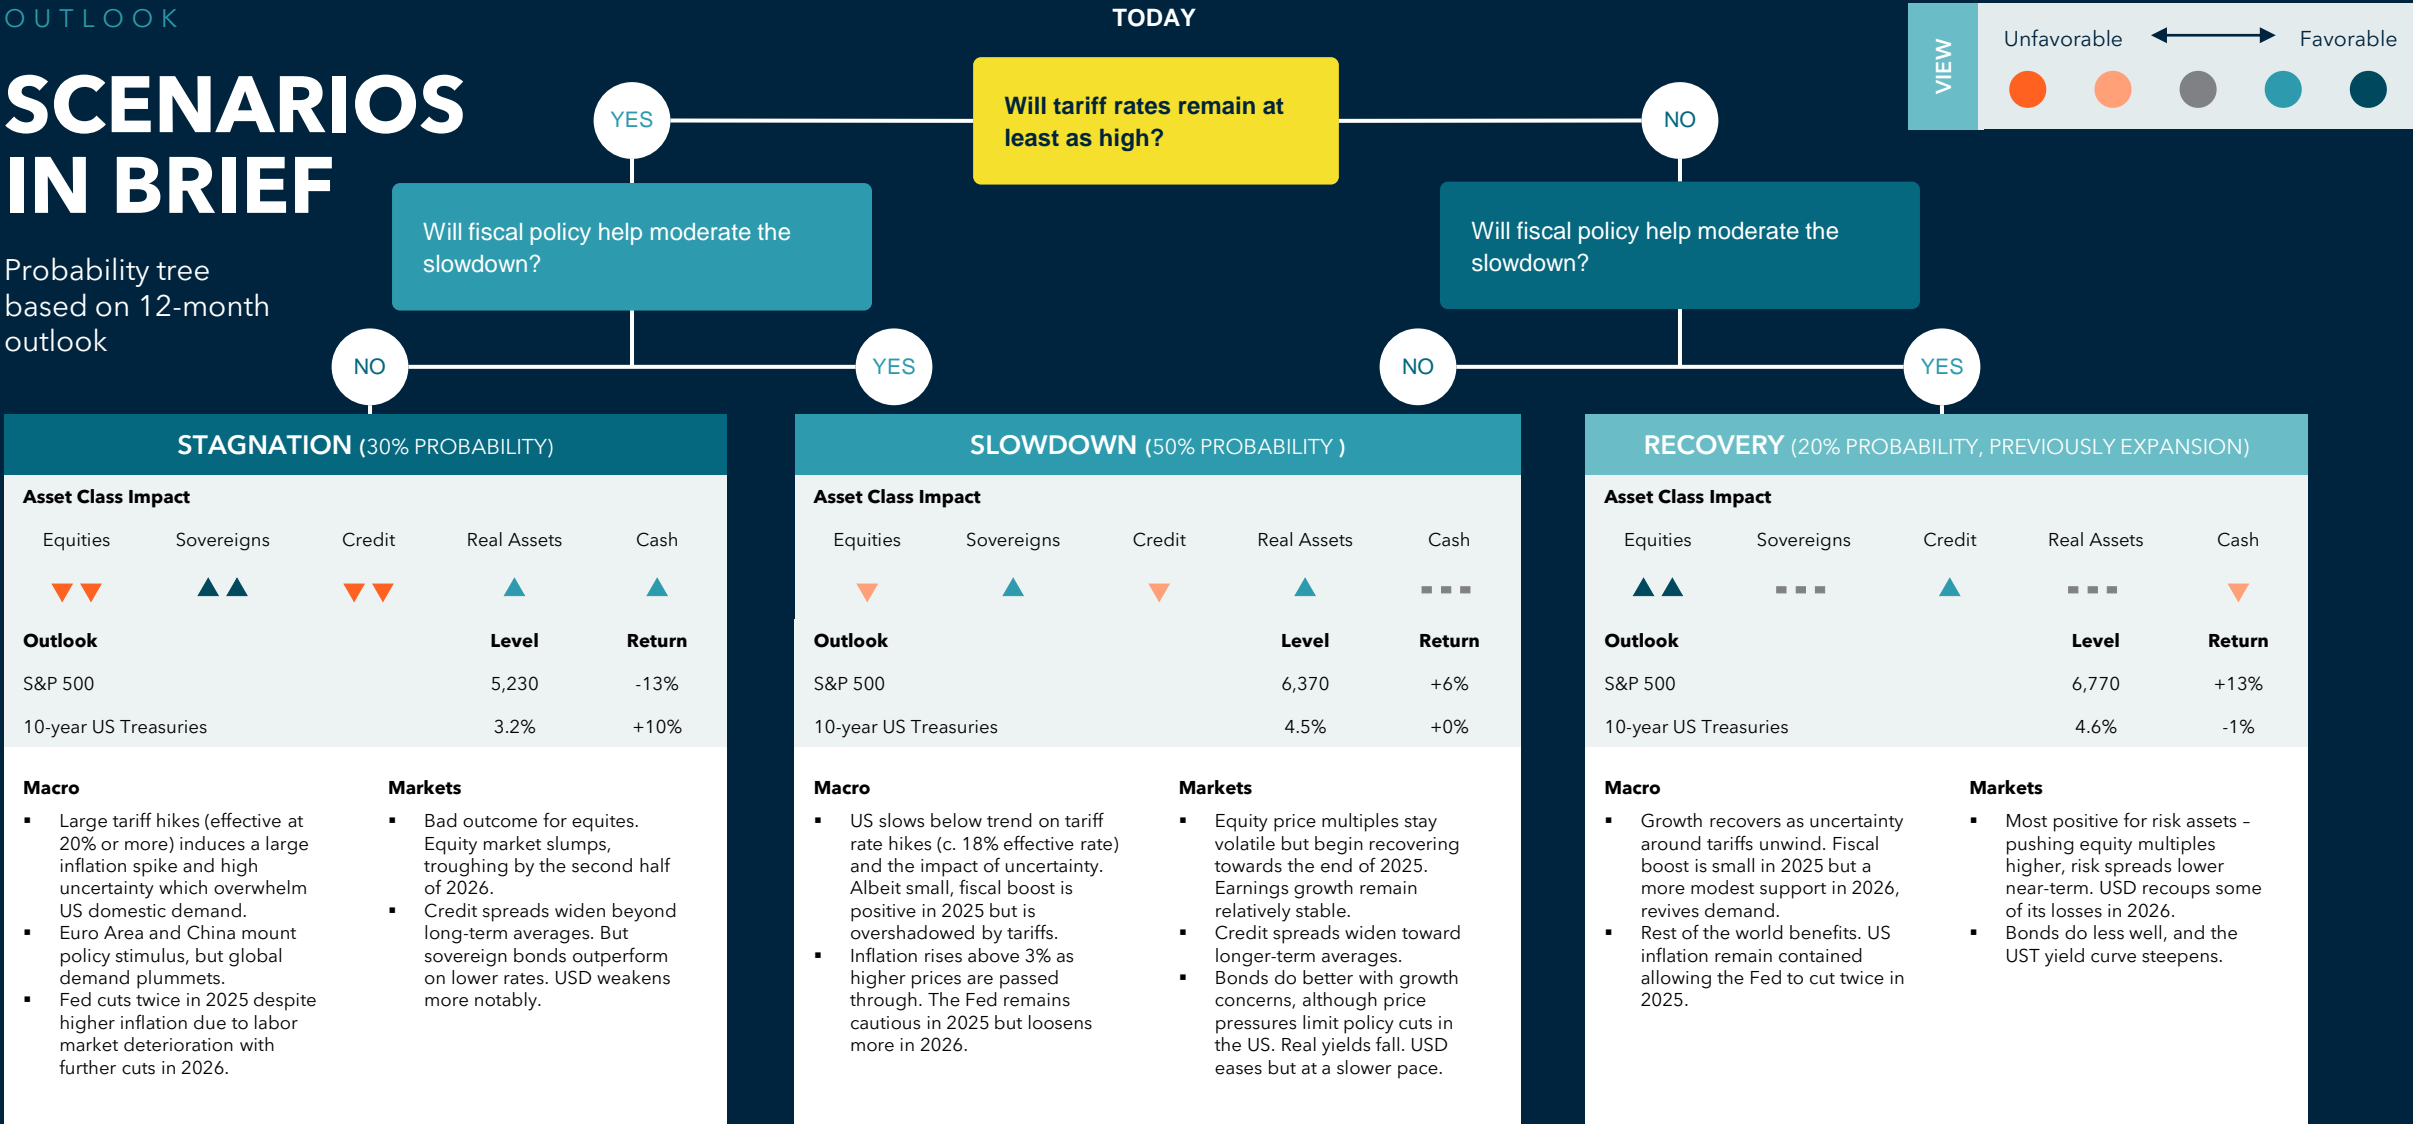 OUTLOOK
SCENARIOS
IN BRIEF
Probability tree
based on 12-month
outlook
TODAY
Will tariff rates remain at
least as high?
YES
NO
VIEW
Unfavorable
Favorable
Will fiscal policy help moderate the
slowdown?
Will fiscal policy help moderate the
slowdown?
NO
YES
NO
YES
STAGNATION (30% PROBABILITY)
Asset Class Impact
Equities Sovereigns Credit Real Assets Cash
Outlook Level Return
S&P 500 5,230 -13%
10-year US Treasuries 3.2% +10%
Macro
▪ Large tariff hikes (effective at
20% or more) induces a large
inflation spike and high
uncertainty which overwhelm
US domestic demand.
▪ Euro Area and China mount
policy stimulus, but global
demand plummets.
▪ Fed cuts twice in 2025 despite
higher inflation due to labor
market deterioration with
further cuts in 2026.
Markets
▪ Bad outcome for equites.
Equity market slumps,
troughing by the second half
of 2026.
▪ Credit spreads widen beyond
long-term averages. But
sovereign bonds outperform
on lower rates. USD weakens
more notably.
SLOWDOWN (50% PROBABILITY )
Asset Class Impact
Equities Sovereigns Credit Real Assets Cash
Outlook Level Return
S&P 500 6,370 +6%
10-year US Treasuries 4.5% +0%
Macro
▪ US slows below trend on tariff
rate hikes (c. 18% effective rate)
and the impact of uncertainty.
Albeit small, fiscal boost is
positive in 2025 but is
overshadowed by tariffs.
▪ Inflation rises above 3% as
higher prices are passed
through. The Fed remains
cautious in 2025 but loosens
more in 2026.
Markets
▪ Equity price multiples stay
volatile but begin recovering
towards the end of 2025.
Earnings growth remain
relatively stable.
▪ Credit spreads widen toward
longer-term averages.
▪ Bonds do better with growth
concerns, although price
pressures limit policy cuts in
the US. Real yields fall. USD
eases but at a slower pace.
RECOVERY (20% PROBABILITY, PREVIOUSLY EXPANSION)
Asset Class Impact
Equities Sovereigns Credit Real Assets Cash
Outlook Level Return
S&P 500 6,770 +13%
10-year US Treasuries 4.6% -1%
Macro
▪ Growth recovers as uncertainty
around tariffs unwind. Fiscal
boost is small in 2025 but a
more modest support in 2026,
revives demand.
▪ Rest of the world benefits. US
inflation remain contained
allowing the Fed to cut twice in
2025.
Markets
▪ Most positive for risk assets –
pushing equity multiples
higher, risk spreads lower
near-term. USD recoups some
of its losses in 2026.
▪ Bonds do less well, and the
UST yield curve steepens.